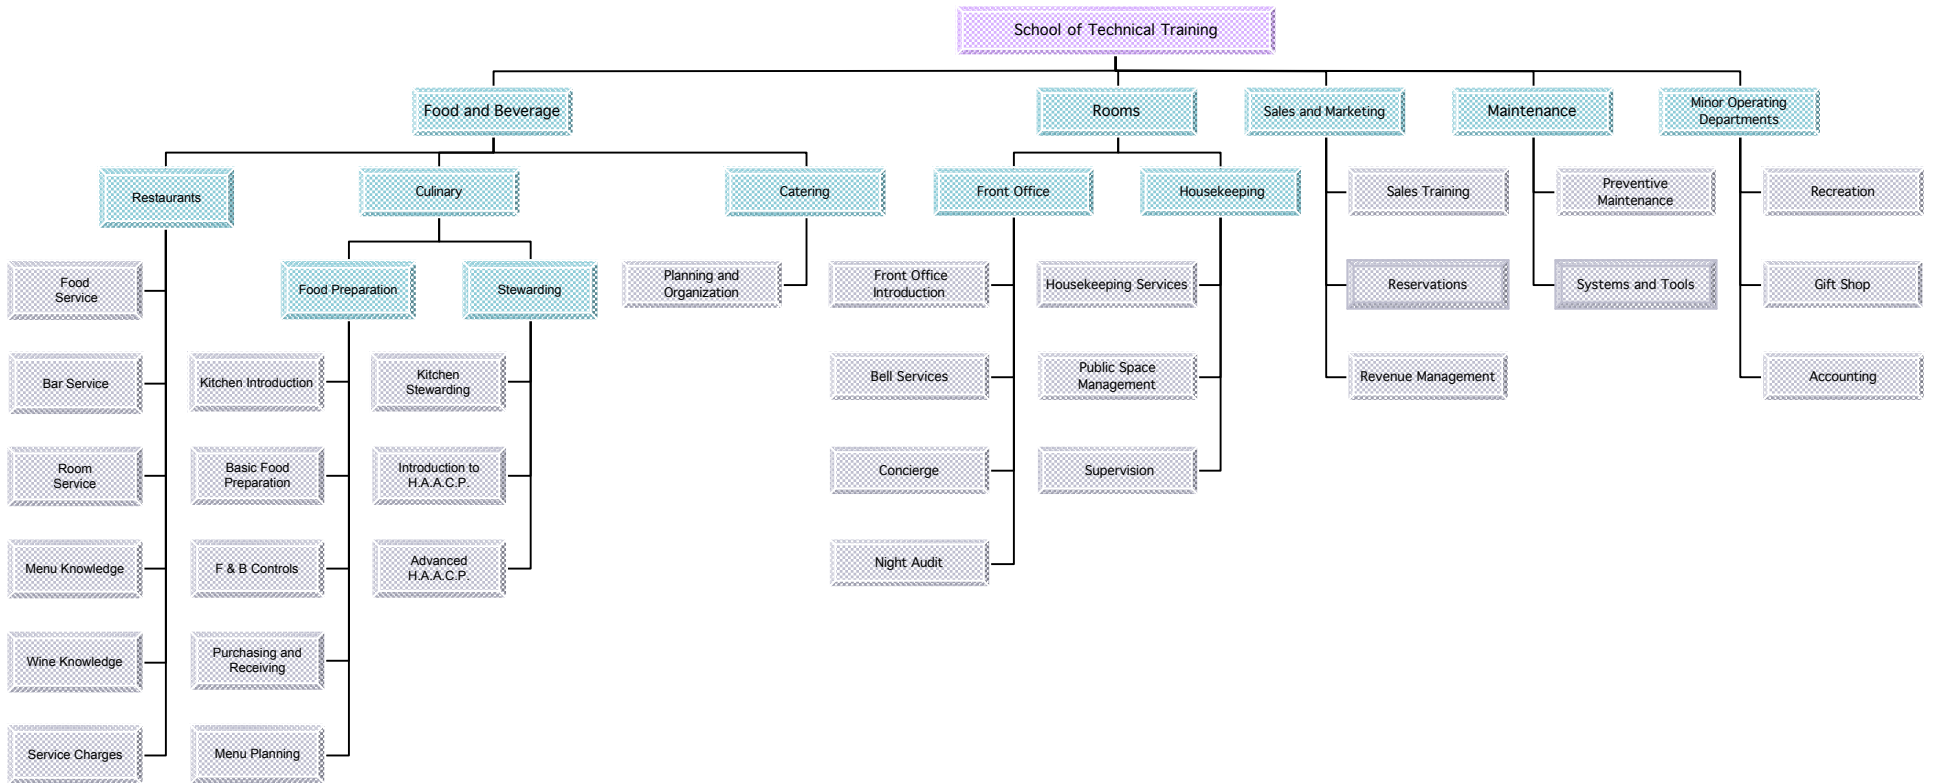 School of Technical Training
Food and Beverage
Rooms
Sales and Marketing
Maintenance
Minor Operating
Departments
Restaurants
Culinary
Catering
Front Office
Housekeeping
Sales Training
Preventive
Maintenance
Recreation
Food
Service
Food Preparation
Stewarding
Planning and
Organization
Front Office
Introduction
Housekeeping Services
Reservations
Systems and Tools
Gift Shop
Bar Service
Kitchen Introduction
Kitchen
Stewarding
Bell Services
Public Space
Management
Revenue Management
Accounting
Room
Service
Basic Food
Preparation
Introduction to
H.A.A.C.P.
Concierge
Supervision
Menu Knowledge
F & B Controls
Advanced
H.A.A.C.P.
Night Audit
Wine Knowledge
Purchasing and
Receiving
Service Charges
Menu Planning